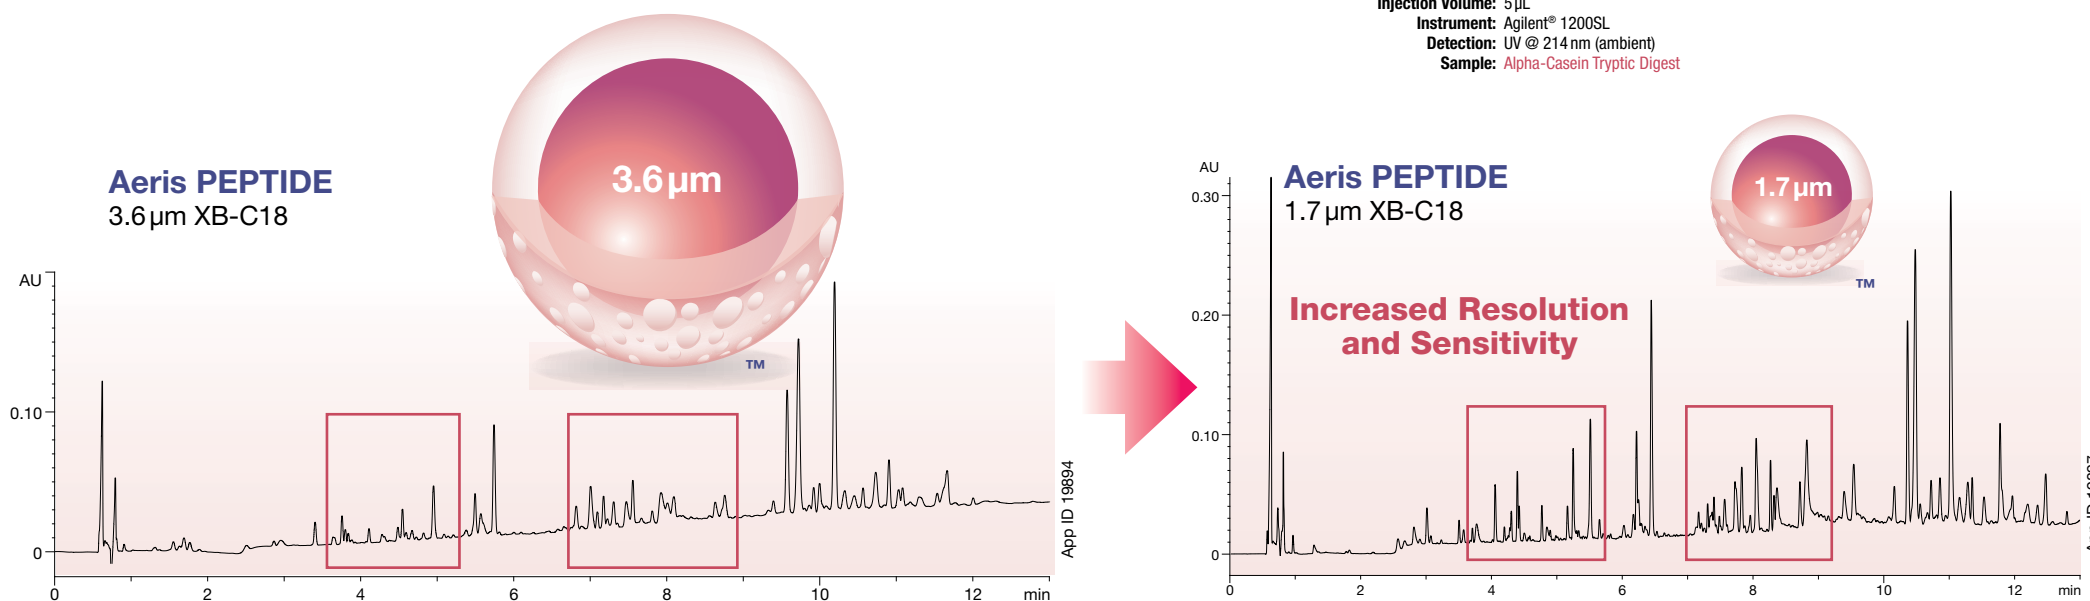 Injection Volume: 5 µL
Instrument: Agilent® 1200SL
Detection: UV @ 214 nm (ambient)
Sample: Alpha-Casein Tryptic Digest
Aeris PEPTIDE
3.6 µm XB-C18
3.6 µm
™
AU
0.10
0
0 2 4 6 8 10 12 min
App ID 19894
Aeris PEPTIDE
1.7 µm XB-C18
1.7 µm
™
Increased Resolution
and Sensitivity
AU
0.30
0.20
0.10
0
0 2 4 6 8 10 12 min
App ID